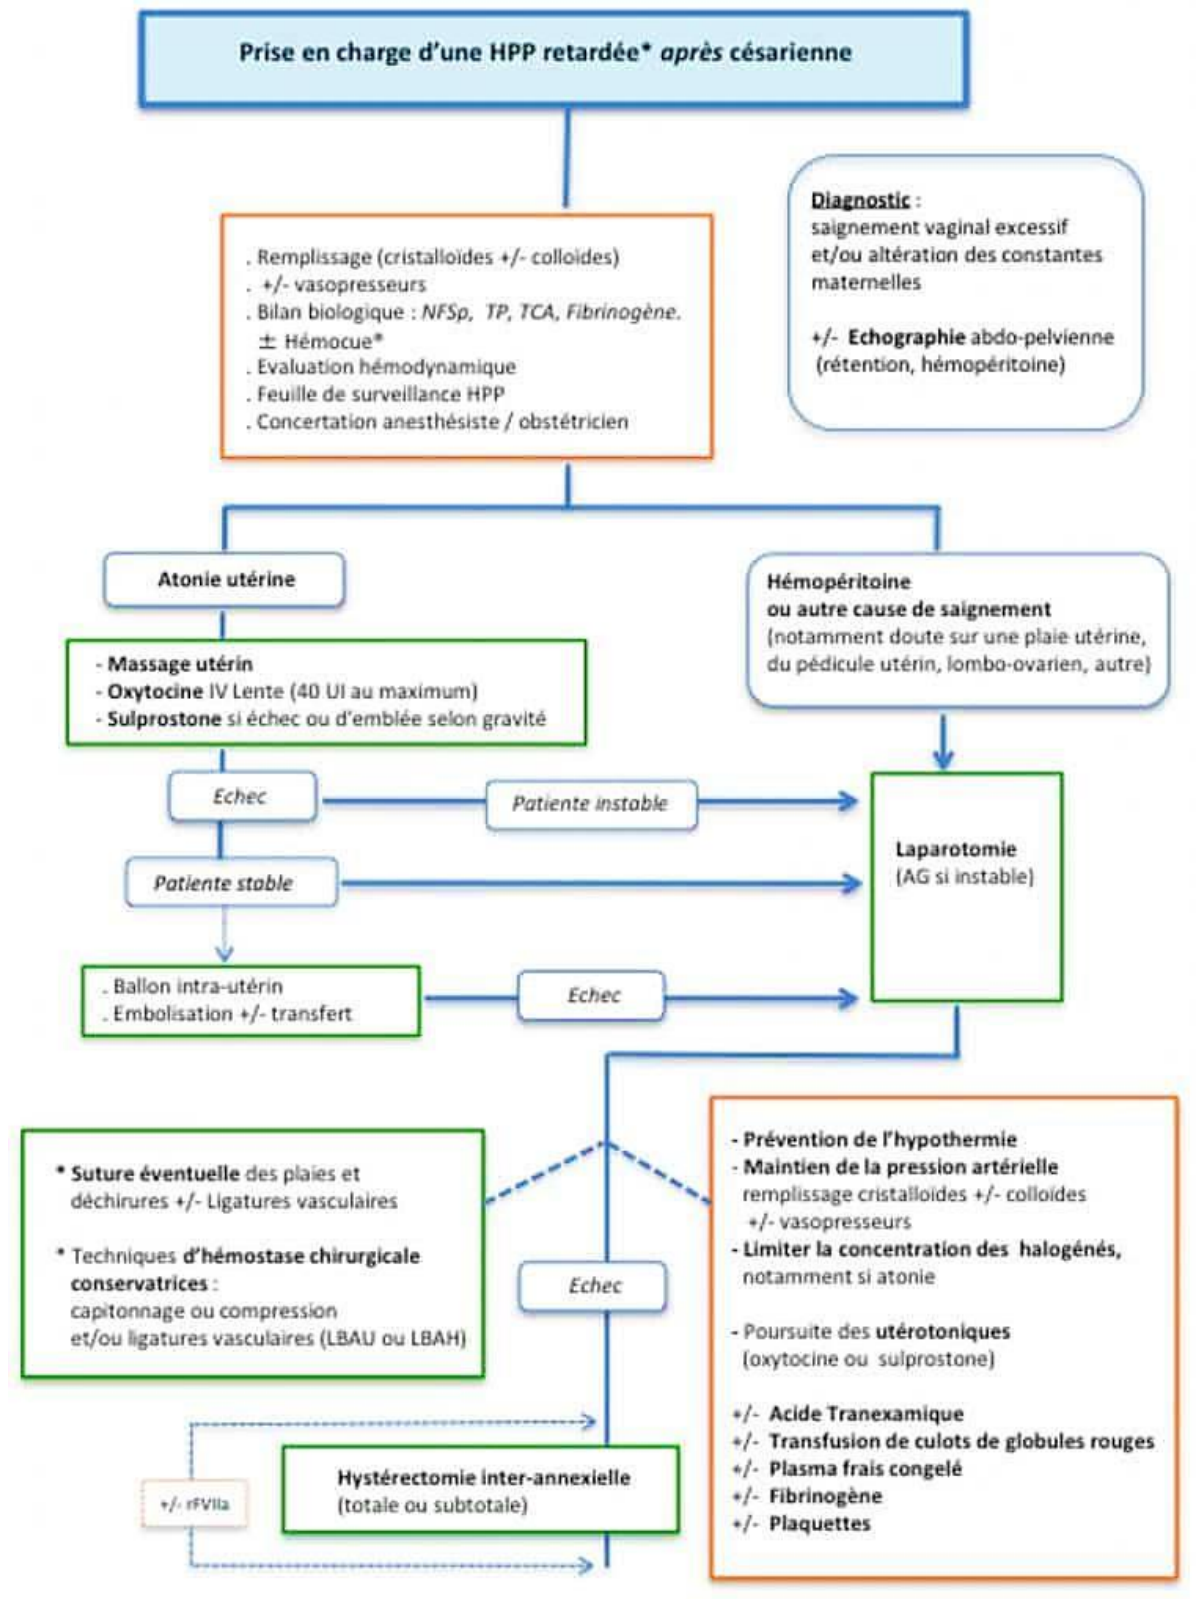 Prise en charge d'une HPP retardée* après césarienne
Diagnostic :
saignement vaginal excessif
et/ou altération des constantes
maternelles
+/- Echographie abdo-pelvienne
(rétention, hémopéritoine)
. Remplissage (cristalloïdes +/- colloïdes)
. +/- vasopresseurs
. Bilan biologique : NFSp, TP, TCA, Fibrinogène.
± Hémocue®
. Evaluation hémodynamique
. Feuille de surveillance HPP
. Concertation anesthésiste / obstétricien
Atonie utérine
Hémopéritoine
ou autre cause de saignement
(notamment doute sur une plaie utérine,
du pédicule utérin, lombo-ovarien, autre)
- Massage utérin
- Oxytocine IV Lente (40 UI au maximum)
- Sulprostone si échec ou d'emblée selon gravité
Echec
Patiente instable
Patiente stable
Laparotomie
(AG si instable)
. Ballon intra-utérin
. Embolisation +/- transfert
Echec
* Suture éventuelle des plaies et
déchirures +/- Ligatures vasculaires
* Techniques d'hémostase chirurgicale
conservatrices :
capitonnage ou compression
et/ou ligatures vasculaires (LBAU ou LBAH)
Echec
- Prévention de l'hypothermie
- Maintien de la pression artérielle
remplissage cristalloïdes +/- colloïdes
+/- vasopresseurs
- Limiter la concentration des halogénés,
notamment si atonie
- Poursuite des utérotoniques
(oxytocine ou sulprostone)
+/- Acide Tranexamique
+/- Transfusion de culots de globules rouges
+/- Plasma frais congelé
+/- Fibrinogène
+/- Plaquettes
+/- rFVIIa
Hystérectomie inter-annexielle
(totale ou subtotale)